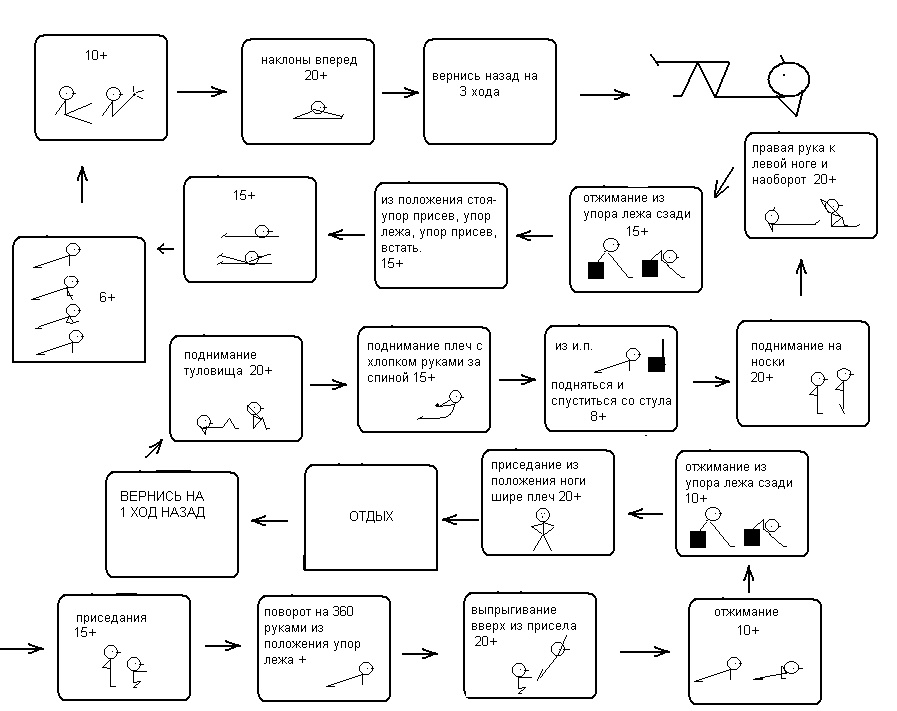 10+
наклоны вперед
20+
вернись назад на
3 хода
правая рука к
левой ноге и
наоборот 20+
15+
из положения стоя-
упор присев, упор
лежа, упор присев,
встать.
15+
отжимание из
упора лежа сзади
15+
6+
поднимание
туловища 20+
поднимание плеч с
хлопком руками за
спиной 15+
из и.п.
подняться и
спуститься со стула
8+
поднимание на
носки
20+
ВЕРНИСЬ НА
1 ХОД НАЗАД
ОТДЫХ
приседание из
положения ноги
шире плеч 20+
отжимание из
упора лежа сзади
10+
приседания
15+
поворот на 360
руками из
положения упор
лежа +
выпрыгивание
вверх из присела
20+
отжимание
10+